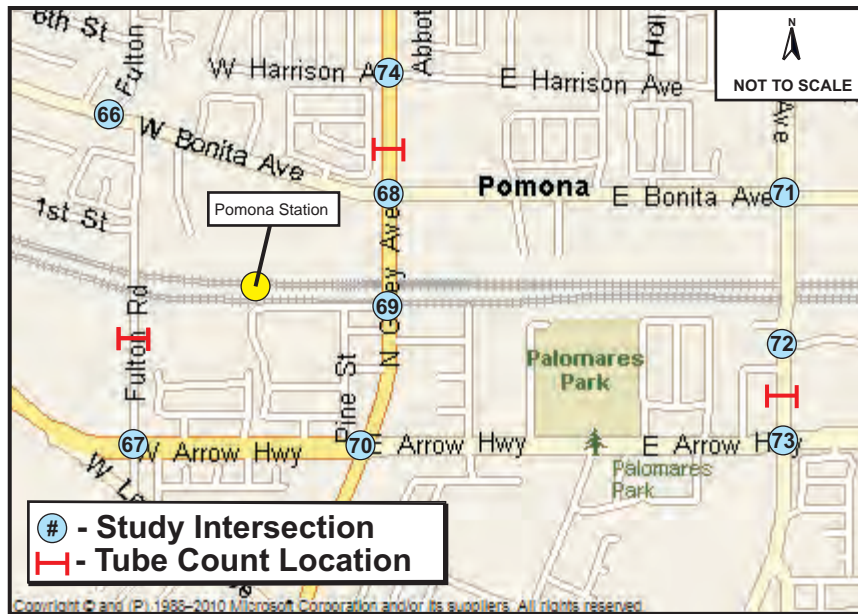 6th St
Fulton
W Harrison A
74
Abbot
E Harrison Ave
N
NOT TO SCALE
Ave
66
W Bonita Ave
68
Pomona
E Bonita Ave
71
1st St
Pomona Station
Fulton Rd
N G ey Ave
69
72
Pine St
Palomares
Park
67
W Arrow Hwy
70
E Arrow Hwy
E Arrow Hwy
73
Palomares
Park
W Le
# - Study Intersection
- Tube Count Location
Copyright © and (P) 1988–2010 Microsoft Corporation and/or its suppliers. All rights reserved.